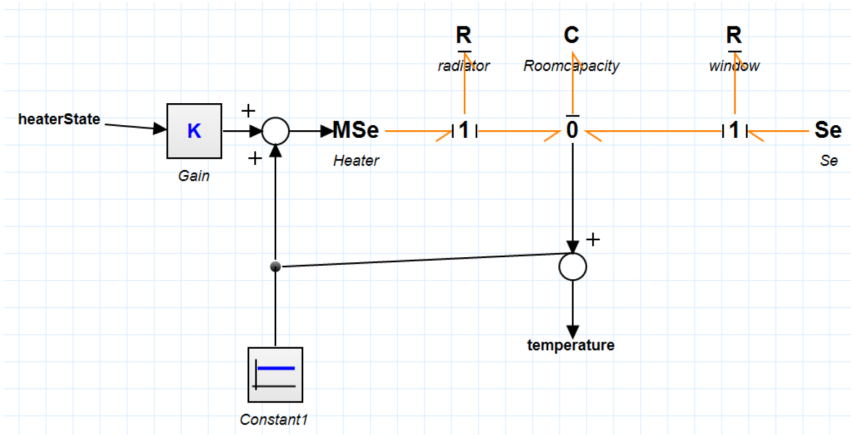 R C R
radiator Roomcapacity window
heaterState K + MSe 1 0 1 Se
+ Heater Se
Gain
+
temperature
Constant1